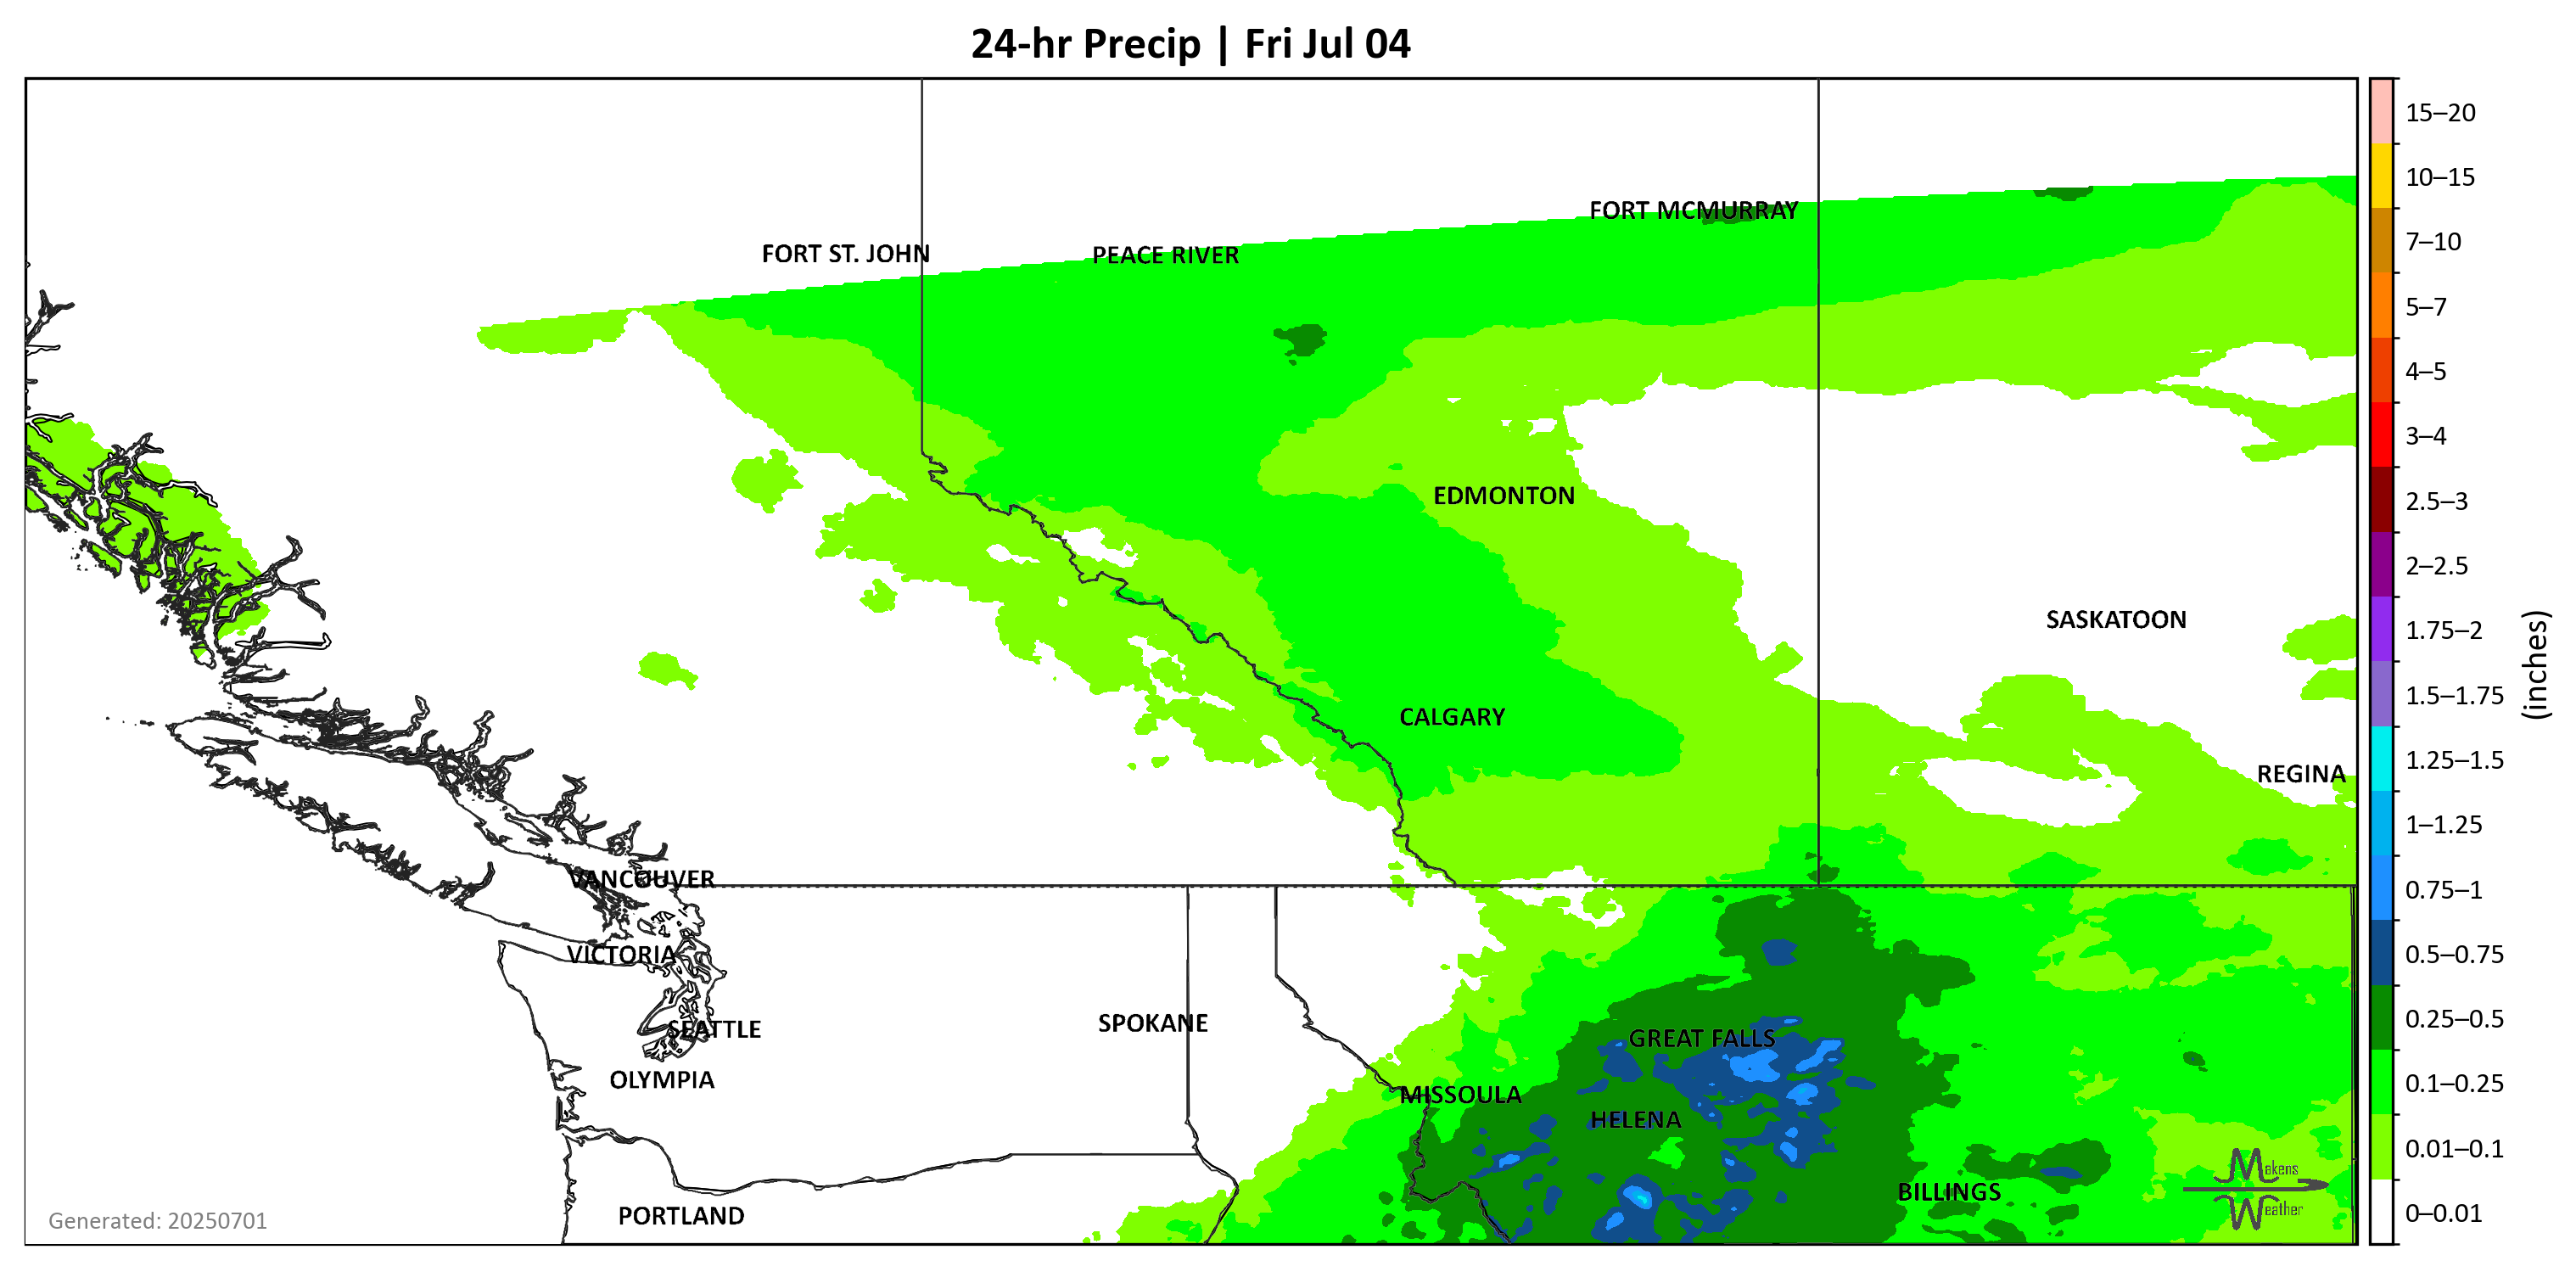 24-hr Precip | Fri Jul 04
FORT MCMURRAY
FORT ST. JOHN
PEACE RIVER
EDMONTON
SASKATOON
CALGARY
REGINA
VANCOUVER
VICTORIA
SEATTLE
SPOKANE
GREAT FALLS
OLYMPIA
MISSOULA
HELENA
BILLINGS
PORTLAND
Generated: 20250701
Makens
Weather
15–20
10–15
7–10
5–7
4–5
3–4
2.5–3
2–2.5
1.75–2
1.5–1.75
1.25–1.5
1–1.25
0.75–1
0.5–0.75
0.25–0.5
0.1–0.25
0.01–0.1
0–0.01
(inches)